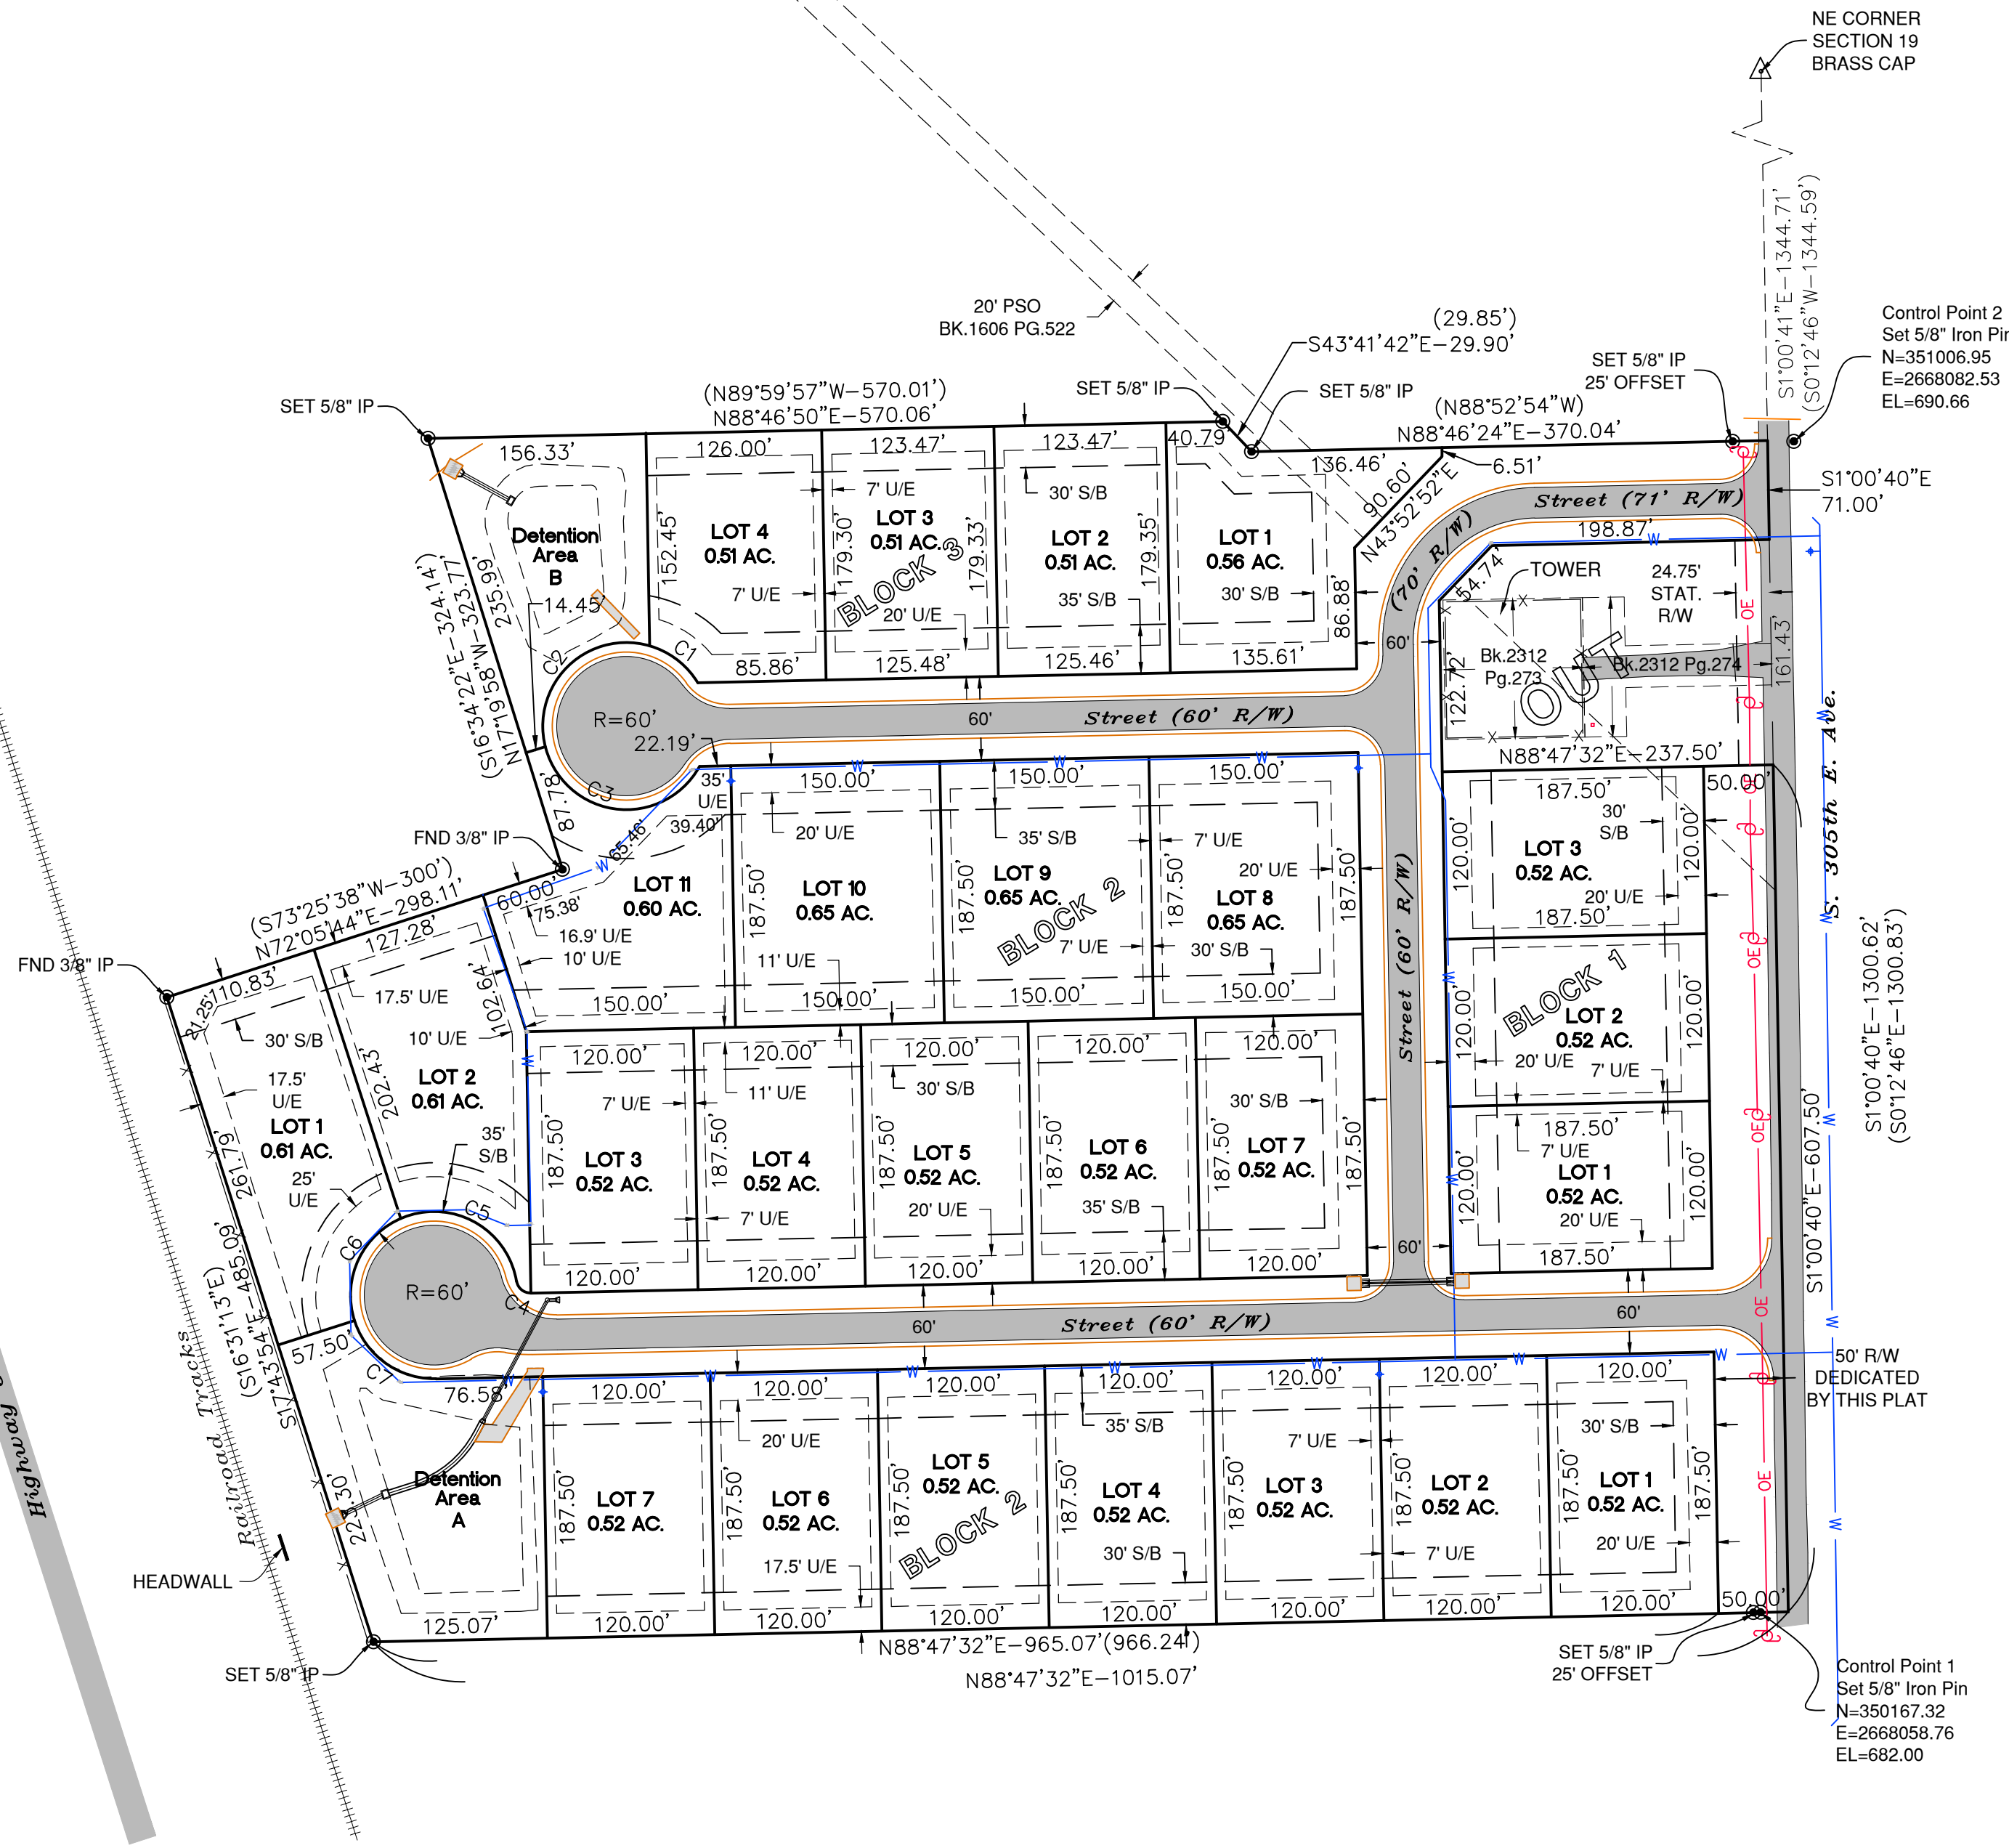 NE CORNER
SECTION 19
BRASS CAP
S1°00'41"E-1344.71'
(S0°12'46"W-1344.59')
Control Point 2
Set 5/8" Iron Pin
N=351006.95
E=2668082.53
EL=690.66
20' PSO
BK.1606 PG.522
(29.85')
S43°41'42"E-29.90'
SET 5/8" IP
25' OFFSET
SET 5/8" IP
SET 5/8" IP
SET 5/8" IP
(N89°59'57"W-570.01')
N88°46'50"E-570.06'
(N88°52'54"W)
N88°46'24"E-370.04'
S1°00'40"E
71.00'
156.33'
126.00'
123.47'
123.47'
40.79'
136.46'
6.51'
90.60'
N43°52'52"E
Street (71' R/W)
198.87'
(70' R/W)
54.74'
TOWER
24.75'
STAT.
R/W
OE
Detention
Area
B
14.45'
LOT 4
0.51 AC.
152.45'
7' U/E
7' U/E
LOT 3
0.51 AC.
179.30'
BLOCK 3
20' U/E
179.33'
30' S/B
LOT 2
0.51 AC.
35' S/B
179.35'
LOT 1
0.56 AC.
30' S/B
86.88'
60'
Bk.2312
Pg.273
Bk.2312 Pg.274
OUT
122.72'
161.43'
(S16°34'22"E-324.14')
N17°19'58"W-323.77'
235.99'
C2
C1
85.86'
125.48'
125.46'
135.61'
R=60'
22.19'
60'
Street (60' R/W)
C3
87.78'
N88°47'32"E-237.50'
S. 305th E. Ave.
FND 3/8" IP
35'
U/E
39.40'
65.46'
150.00'
150.00'
150.00'
20' U/E
35' S/B
7' U/E
20' U/E
187.50'
30'
S/B
50.00'
60.00'
75.38'
LOT 11
0.60 AC.
16.9' U/E
10' U/E
LOT 10
0.65 AC.
187.50'
LOT 9
0.65 AC.
187.50'
BLOCK 2
LOT 8
0.65 AC.
187.50'
187.50'
7' U/E
30' S/B
11' U/E
150.00'
150.00'
150.00'
150.00'
Street (60' R/W)
LOT 3
0.52 AC.
120.00'
120.00'
20' U/E
187.50'
BLOCK 1
LOT 2
0.52 AC.
120.00'
120.00'
20' U/E
7' U/E
187.50'
7' U/E
LOT 1
0.52 AC.
120.00'
120.00'
20' U/E
187.50'
(S73°25'38"W-300')
N72°05'44"E-298.11'
FND 3/8" IP
110.83'
127.28'
21.25'
30' S/B
17.5' U/E
102.64'
10' U/E
17.5'
U/E
LOT 1
0.61 AC.
25'
U/E
261.79'
LOT 2
0.61 AC.
202.43'
35'
S/B
C5
C6
R=60'
C4
C7
120.00'
120.00'
120.00'
120.00'
120.00'
7' U/E
11' U/E
30' S/B
30' S/B
LOT 3
0.52 AC.
187.50'
LOT 4
0.52 AC.
187.50'
LOT 5
0.52 AC.
187.50'
LOT 6
0.52 AC.
LOT 7
0.52 AC.
187.50'
187.50'
7' U/E
20' U/E
35' S/B
120.00'
120.00'
120.00'
120.00'
120.00'
60'
60'
Street (60' R/W)
60'
S1°00'40"E-1300.62'
(S0°12'46"E-1300.83')
S1°00'40"E-607.50'
OE
OE
OE
OE
OE
OE
50' R/W
DEDICATED
BY THIS PLAT
(S16°31'13"E)
S17°43'54"E-485.09'
57.50'
76.58'
120.00'
120.00'
120.00'
120.00'
120.00'
120.00'
120.00'
20' U/E
35' S/B
7' U/E
30' S/B
Detention
Area
A
223.30'
LOT 7
0.52 AC.
187.50'
LOT 6
0.52 AC.
187.50'
LOT 5
0.52 AC.
187.50'
BLOCK 2
LOT 4
0.52 AC.
187.50'
LOT 3
0.52 AC.
187.50'
LOT 2
0.52 AC.
187.50'
LOT 1
0.52 AC.
187.50'
17.5' U/E
30' S/B
7' U/E
20' U/E
125.07'
120.00'
120.00'
120.00'
120.00'
120.00'
120.00'
120.00'
50.00'
Highway
Railroad Tracks
HEADWALL
SET 5/8" IP
N88°47'32"E-965.07'(966.24')
N88°47'32"E-1015.07'
SET 5/8" IP
25' OFFSET
Control Point 1
Set 5/8" Iron Pin
N=350167.32
E=2668058.76
EL=682.00